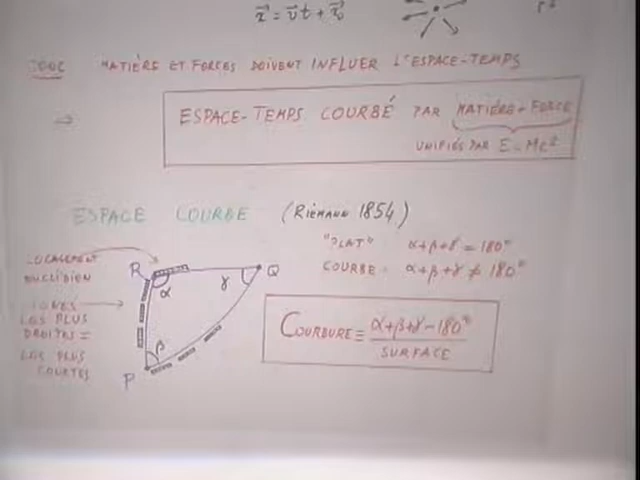 x⃗ = v⃗t + x⃗₀
r²
DONC MATIÈRE ET FORCES DOIVENT INFLUER L'ESPACE-TEMPS
⇒ ESPACE-TEMPS COURBÉ PAR MATIÈRE + FORCE
UNIFIÉS PAR E=Mc²
ESPACE COURBE (RIEMANN 1854)
"PLAT" α+β+γ = 180°
COURBE : α+β+γ ≠ 180°
LOCALEMENT
EUCLIDIEN
R α γ Q
LIGNES
LES PLUS
DROITES =
LES PLUS
COURTES
β
P
COURBURE ≡ α+β+γ-180°
SURFACE